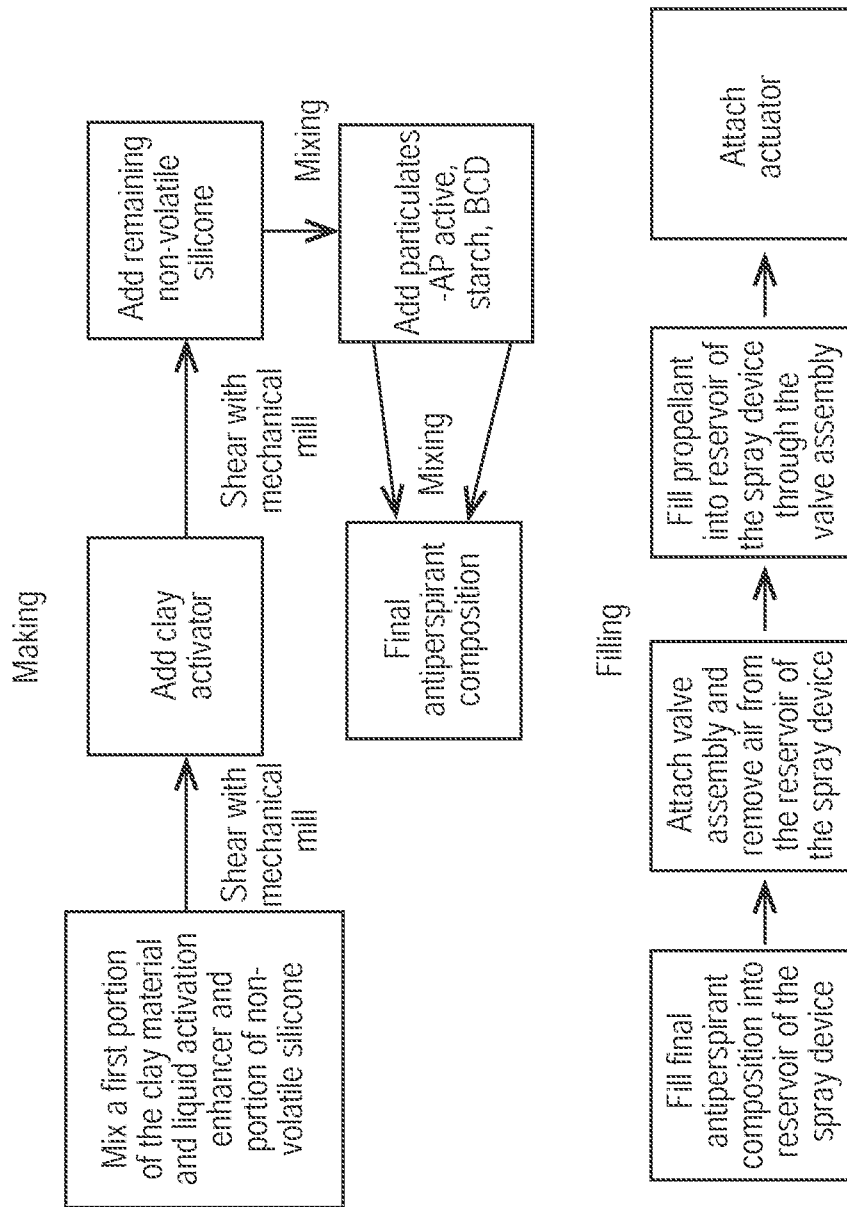 Making
Mix a first portion
of the clay material
and liquid activation
enhancer and
portion of non-
volatile silicone
Shear with
mechanical
mill
Add clay
activator
Shear with
mechanical
mill
Add remaining
non-volatile
silicone
Mixing
Add particulates
-AP active,
starch, BCD
Mixing
Final
antiperspirant
composition
Filling
Fill final
antiperspirant
composition into
reservoir of the
spray device
Attach valve
assembly and
remove air from
the reservoir of
the spray device
Fill propellant
into reservoir of
the spray device
through the
valve assembly
Attach
actuator